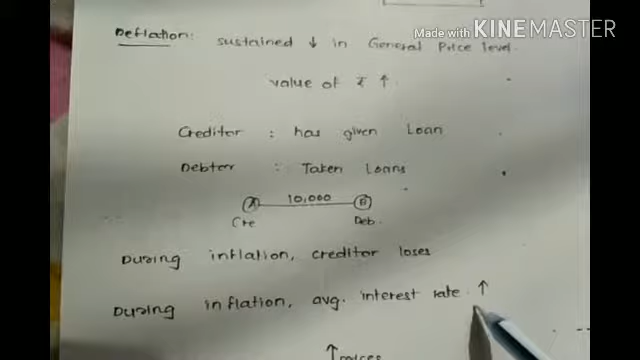 Made with KINEMASTER
Deflation: sustained ↓ in General Price level.
value of ₹ ↑
Creditor : has given Loan
Debtor : Taken Loans
A 10,000 B
Cre Deb.
During inflation, creditor loses
During inflation, avg. interest rate ↑
↑ prices